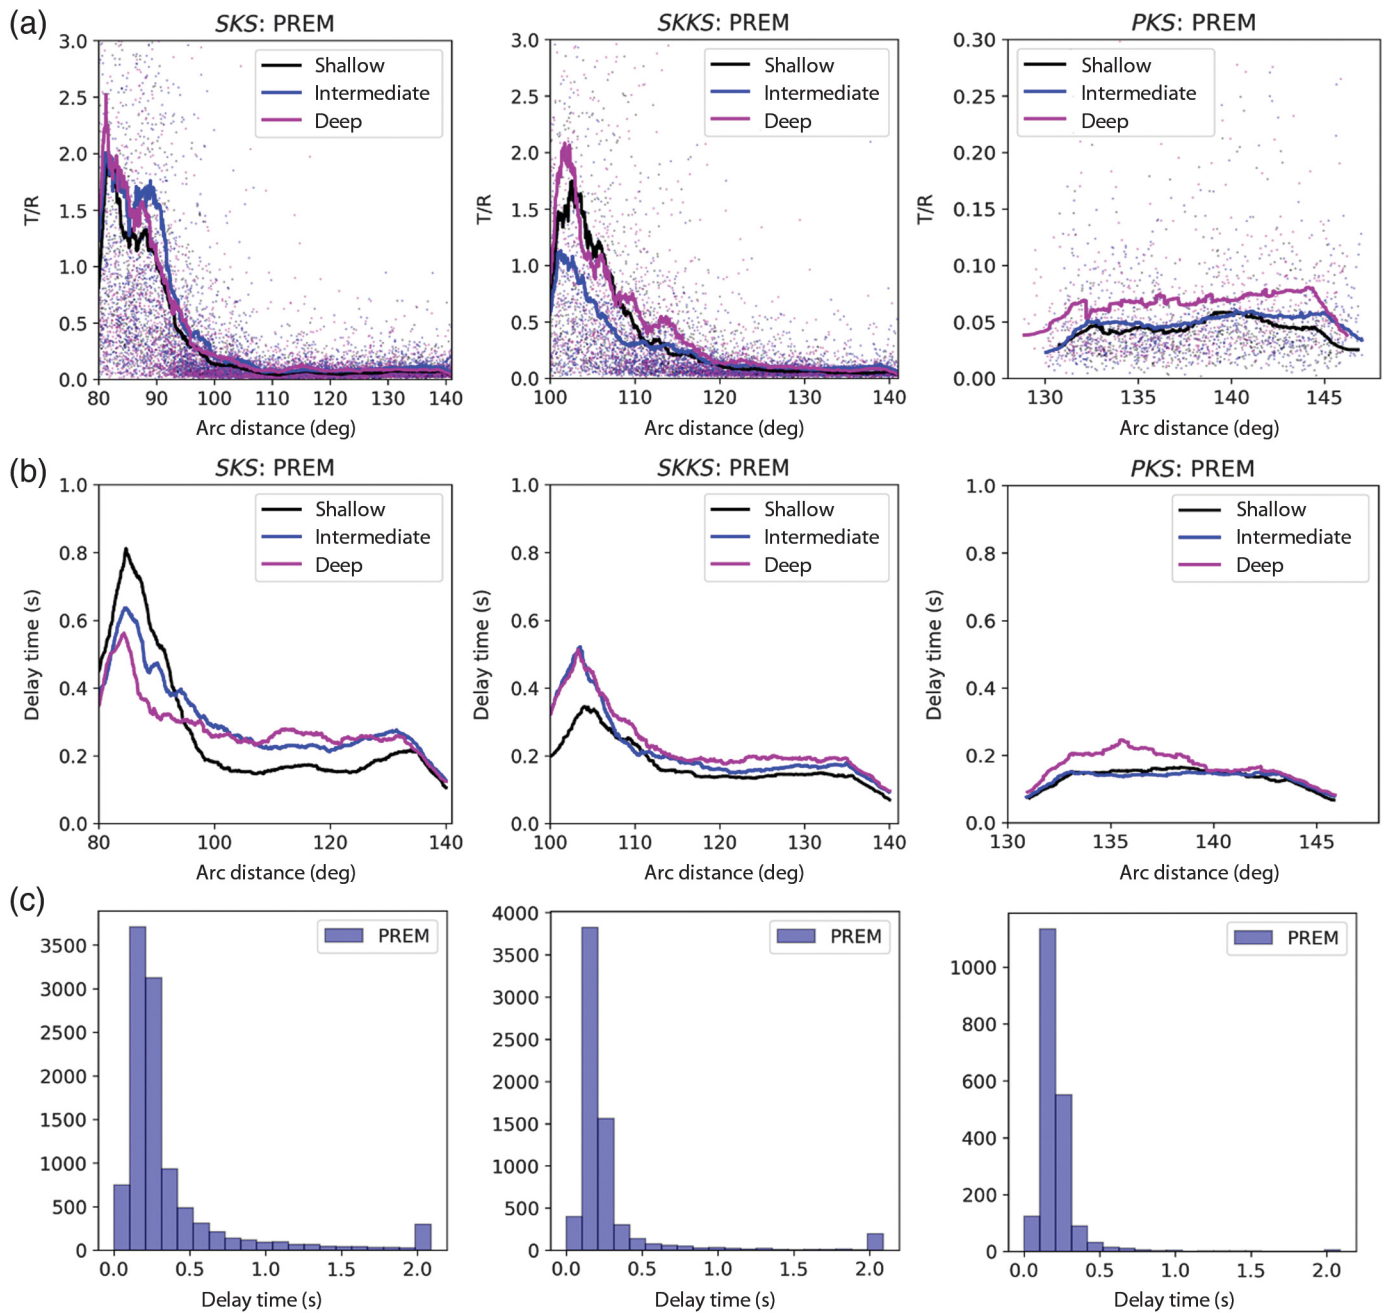 (a)
SKS: PREM
3.0
2.5
2.0
1.5
1.0
0.5
0.0
T/R
Shallow
Intermediate
Deep
80 90 100 110 120 130 140
Arc distance (deg)
SKKS: PREM
3.0
2.5
2.0
1.5
1.0
0.5
0.0
T/R
Shallow
Intermediate
Deep
100 105 110 115 120 125 130 135 140
Arc distance (deg)
PKS: PREM
0.30
0.25
0.20
0.15
0.10
0.05
0.00
T/R
Shallow
Intermediate
Deep
130 135 140 145
Arc distance (deg)
(b)
SKS: PREM
1.0
0.8
0.6
0.4
0.2
0.0
Delay time (s)
Shallow
Intermediate
Deep
80 100 120 140
Arc distance (deg)
SKKS: PREM
1.0
0.8
0.6
0.4
0.2
0.0
Delay time (s)
Shallow
Intermediate
Deep
100 110 120 130 140
Arc distance (deg)
PKS: PREM
1.0
0.8
0.6
0.4
0.2
0.0
Delay time (s)
Shallow
Intermediate
Deep
130 135 140 145
Arc distance (deg)
(c)
3500
3000
2500
2000
1500
1000
500
0
PREM
0.0 0.5 1.0 1.5 2.0
Delay time (s)
4000
3500
3000
2500
2000
1500
1000
500
0
PREM
0.0 0.5 1.0 1.5 2.0
Delay time (s)
1000
800
600
400
200
0
PREM
0.0 0.5 1.0 1.5 2.0
Delay time (s)